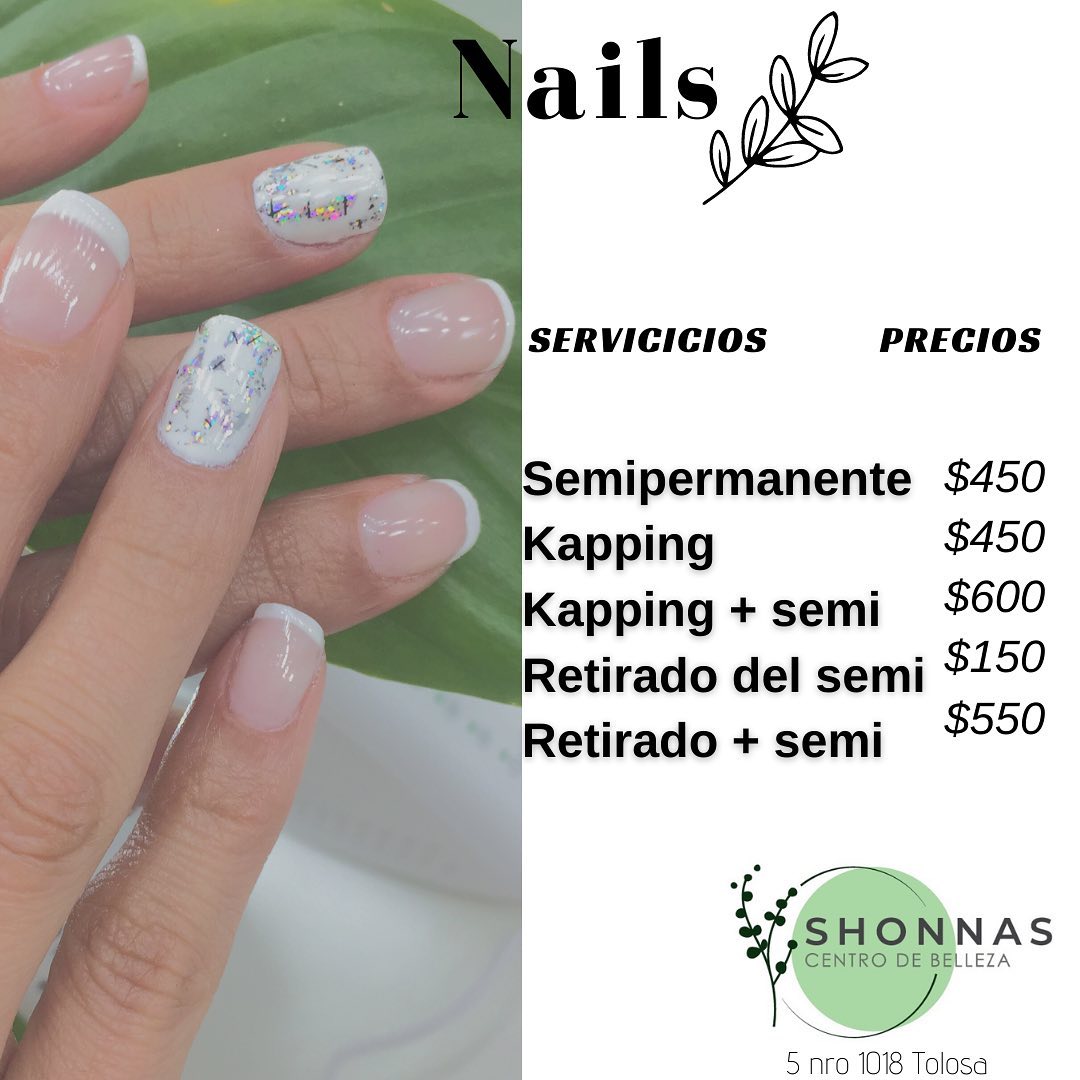 Nails
SERVICICIOS PRECIOS
Semipermanente $450
Kapping $450
Kapping + semi $600
Retirado del semi $150
Retirado + semi $550
SHONNAS
CENTRO DE BELLEZA
5 nro 1018 Tolosa